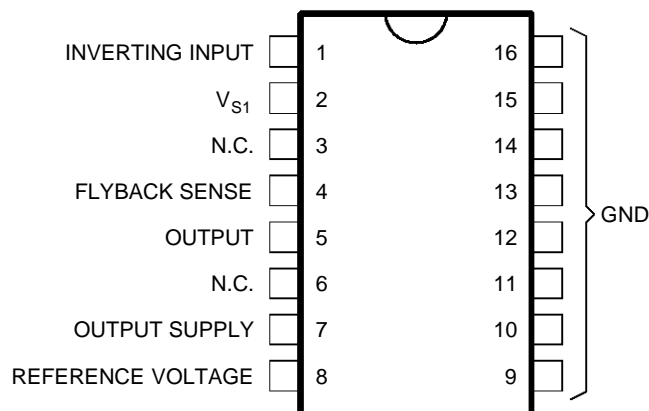 INVERTING INPUT 1 16
V_S1 2 15
N.C. 3 14
FLYBACK SENSE 4 13
OUTPUT 5 12
GND
N.C. 6 11
OUTPUT SUPPLY 7 10
REFERENCE VOLTAGE 8 9